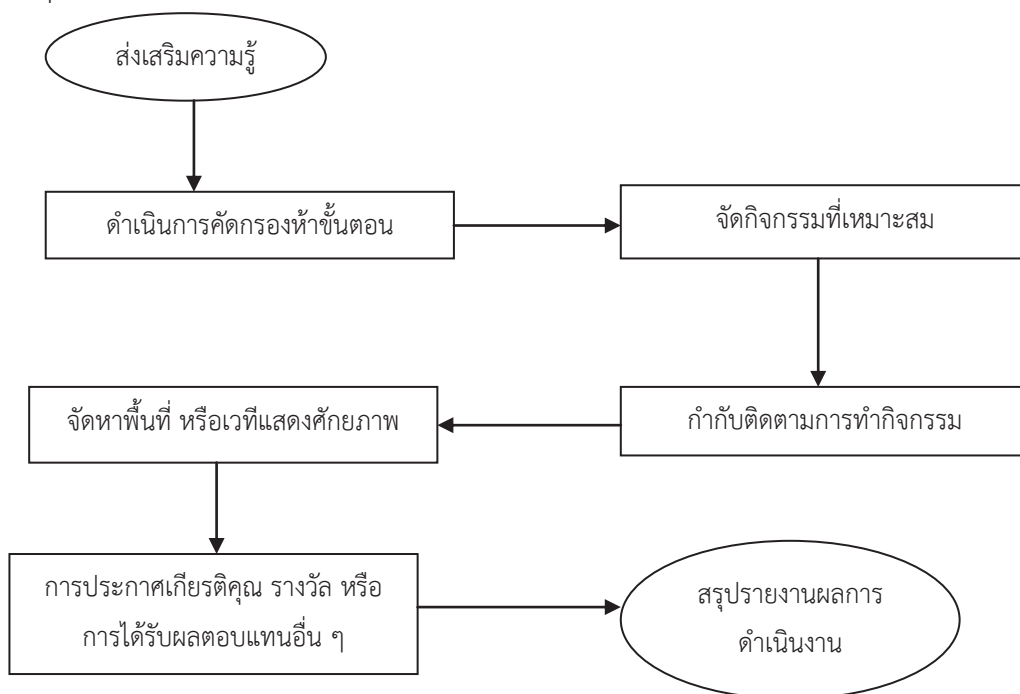 ส่งเสริมความรู้
ดำเนินการคัดกรองห้าขั้นตอน
จัดกิจกรรมที่เหมาะสม
กำกับติดตามการทำกิจกรรม
จัดหาพื้นที่ หรือเวทีแสดงศักยภาพ
การประกาศเกียรติคุณ รางวัล หรือ
การได้รับผลตอบแทนอื่น ๆ
สรุปรายงานผลการ
ดำเนินงาน